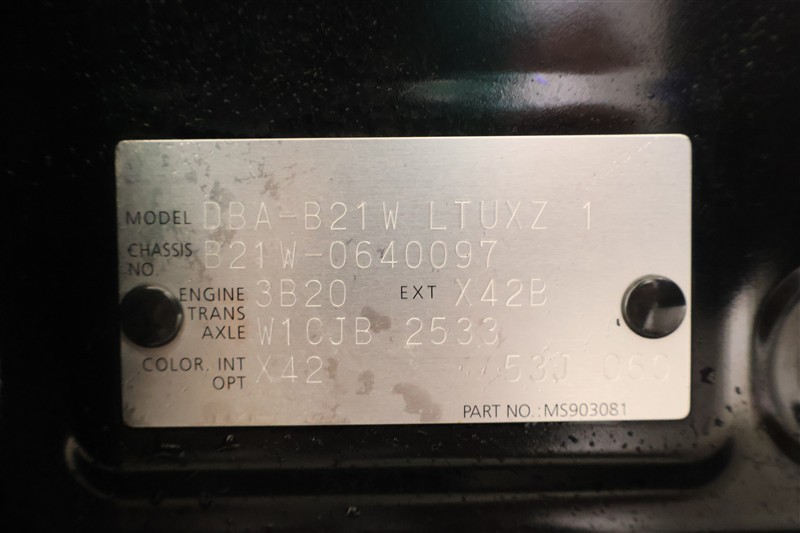 MODEL DBA-B21W LTUXZ 1
CHASSIS NO. B21W-0640097
ENGINE 3B20 EXT X42B
TRANS AXLE W1CJB 2533
COLOR. INT OPT X42 53J
PART NO.:MS903081